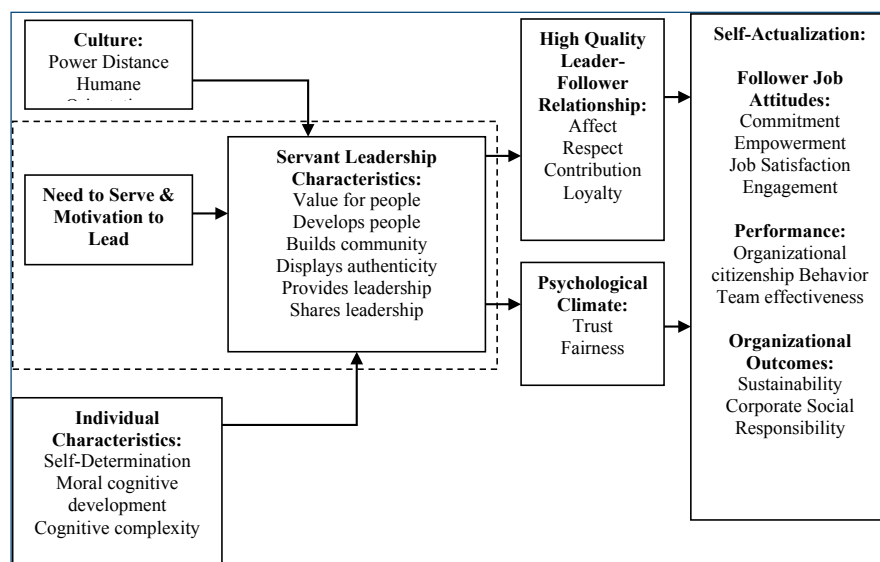 Culture:
Power Distance
Humane
Need to Serve &
Motivation to
Lead
Individual
Characteristics:
Self-Determination
Moral cognitive
development
Cognitive complexity
Servant Leadership
Characteristics:
Value for people
Develops people
Builds community
Displays authenticity
Provides leadership
Shares leadership
High Quality
Leader-
Follower
Relationship:
Affect
Respect
Contribution
Loyalty
Psychological
Climate:
Trust
Fairness
Self-Actualization:
Follower Job
Attitudes:
Commitment
Empowerment
Job Satisfaction
Engagement
Performance:
Organizational
citizenship Behavior
Team effectiveness
Organizational
Outcomes:
Sustainability
Corporate Social
Responsibility